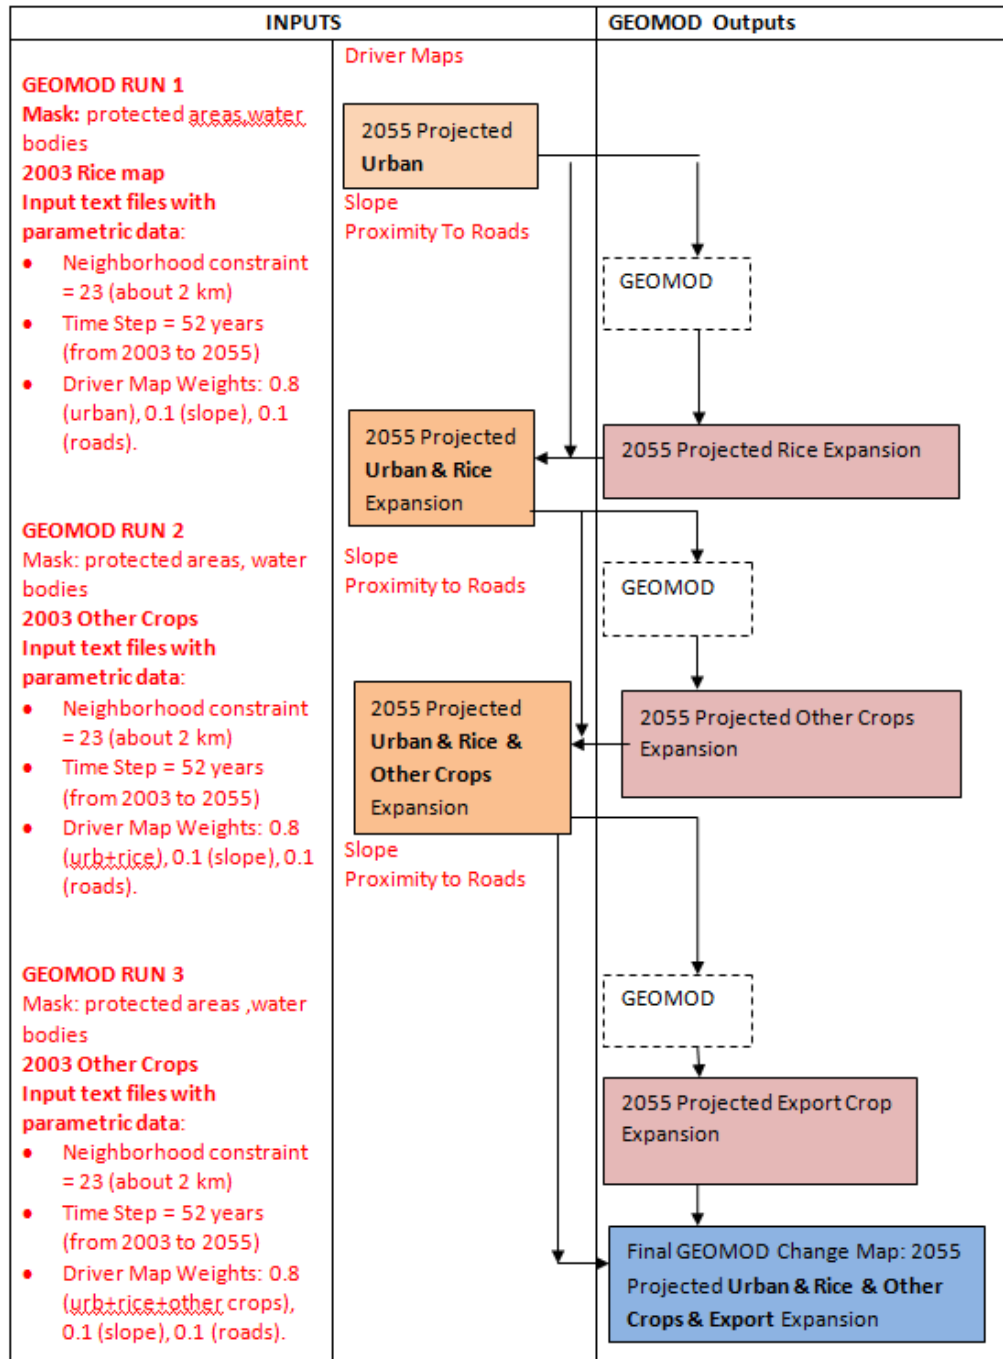 INPUTS
GEOMOD Outputs
GEOMOD RUN 1
Mask: protected areas,water
bodies
2003 Rice map
Input text files with
parametric data:
• Neighborhood constraint
= 23 (about 2 km)
• Time Step = 52 years
(from 2003 to 2055)
• Driver Map Weights: 0.8
(urban), 0.1 (slope), 0.1
(roads).
GEOMOD RUN 2
Mask: protected areas, water
bodies
2003 Other Crops
Input text files with
parametric data:
• Neighborhood constraint
= 23 (about 2 km)
• Time Step = 52 years
(from 2003 to 2055)
• Driver Map Weights: 0.8
(urb+rice), 0.1 (slope), 0.1
(roads).
GEOMOD RUN 3
Mask: protected areas ,water
bodies
2003 Other Crops
Input text files with
parametric data:
• Neighborhood constraint
= 23 (about 2 km)
• Time Step = 52 years
(from 2003 to 2055)
• Driver Map Weights: 0.8
(urb+rice+other crops),
0.1 (slope), 0.1 (roads).
Driver Maps
2055 Projected
Urban
Slope
Proximity To Roads
2055 Projected
Urban & Rice
Expansion
Slope
Proximity to Roads
2055 Projected
Urban & Rice &
Other Crops
Expansion
Slope
Proximity to Roads
GEOMOD
2055 Projected Rice Expansion
GEOMOD
2055 Projected Other Crops
Expansion
GEOMOD
2055 Projected Export Crop
Expansion
Final GEOMOD Change Map: 2055
Projected Urban & Rice & Other
Crops & Export Expansion